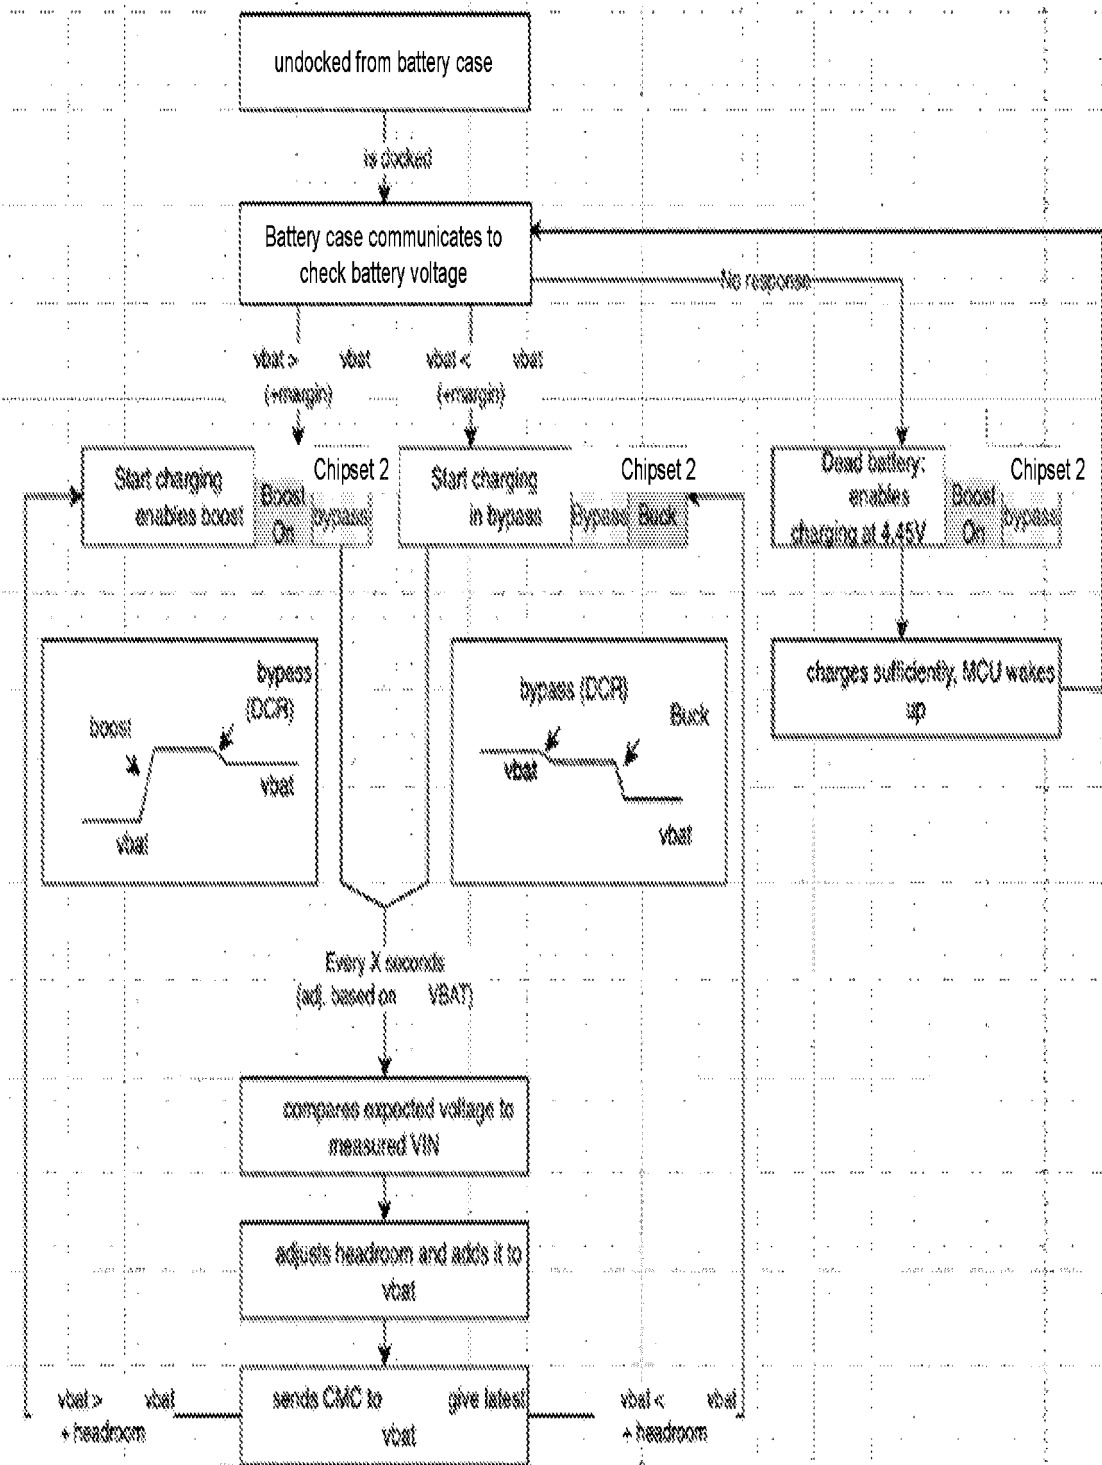 undocked from battery case
is docked
Battery case communicates to
check battery voltage
No response
vbat > vbat
(+margin)
vbat < vbat
(+margin)
Start charging
enables boost
Boost
On
Chipset 2
bypass
Start charging
in bypass
Bypass
Chipset 2
Buck
Dead battery:
enables
charging at 4.45V
Boost
On
Chipset 2
bypass
boost
bypass
(DCR)
vbat
vbat
bypass (DCR)
Buck
vbat
vbat
charges sufficiently, MCU wakes
up
Every X seconds
(adj. based on VBAT)
compares expected voltage to
measured VIN
adjusts headroom and adds it to
vbat
sends CMC to give latest
vbat
vbat > vbat
+ headroom
vbat < vbat
+ headroom